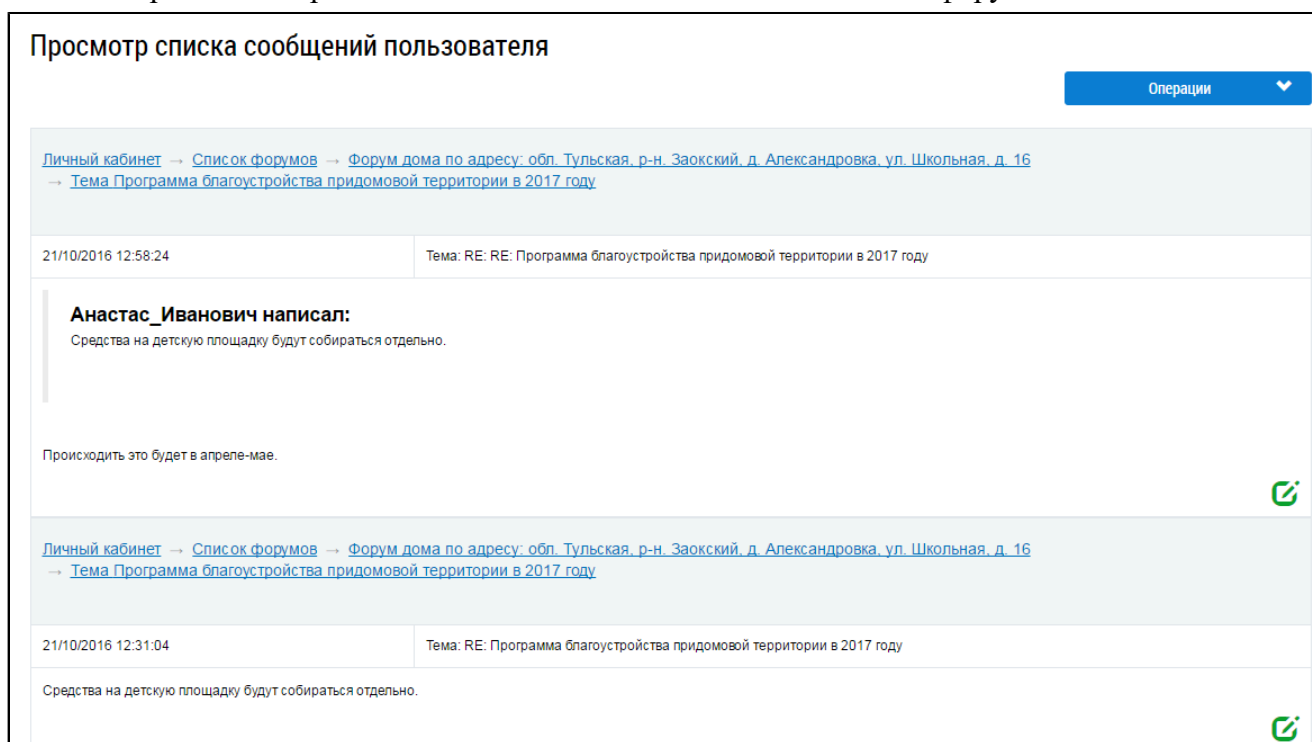 Просмотр списка сообщений пользователя
Операции
Личный кабинет → Список форумов → Форум дома по адресу: обл. Тульская, р-н. Заокский, д. Александровка, ул. Школьная, д. 16
→ Тема Программа благоустройства придомовой территории в 2017 году
21/10/2016 12:58:24 Тема: RE: RE: Программа благоустройства придомовой территории в 2017 году
Анастас_Иванович написал:
Средства на детскую площадку будут собираться отдельно.
Происходить это будет в апреле-мае.
Личный кабинет → Список форумов → Форум дома по адресу: обл. Тульская, р-н. Заокский, д. Александровка, ул. Школьная, д. 16
→ Тема Программа благоустройства придомовой территории в 2017 году
21/10/2016 12:31:04 Тема: RE: Программа благоустройства придомовой территории в 2017 году
Средства на детскую площадку будут собираться отдельно.